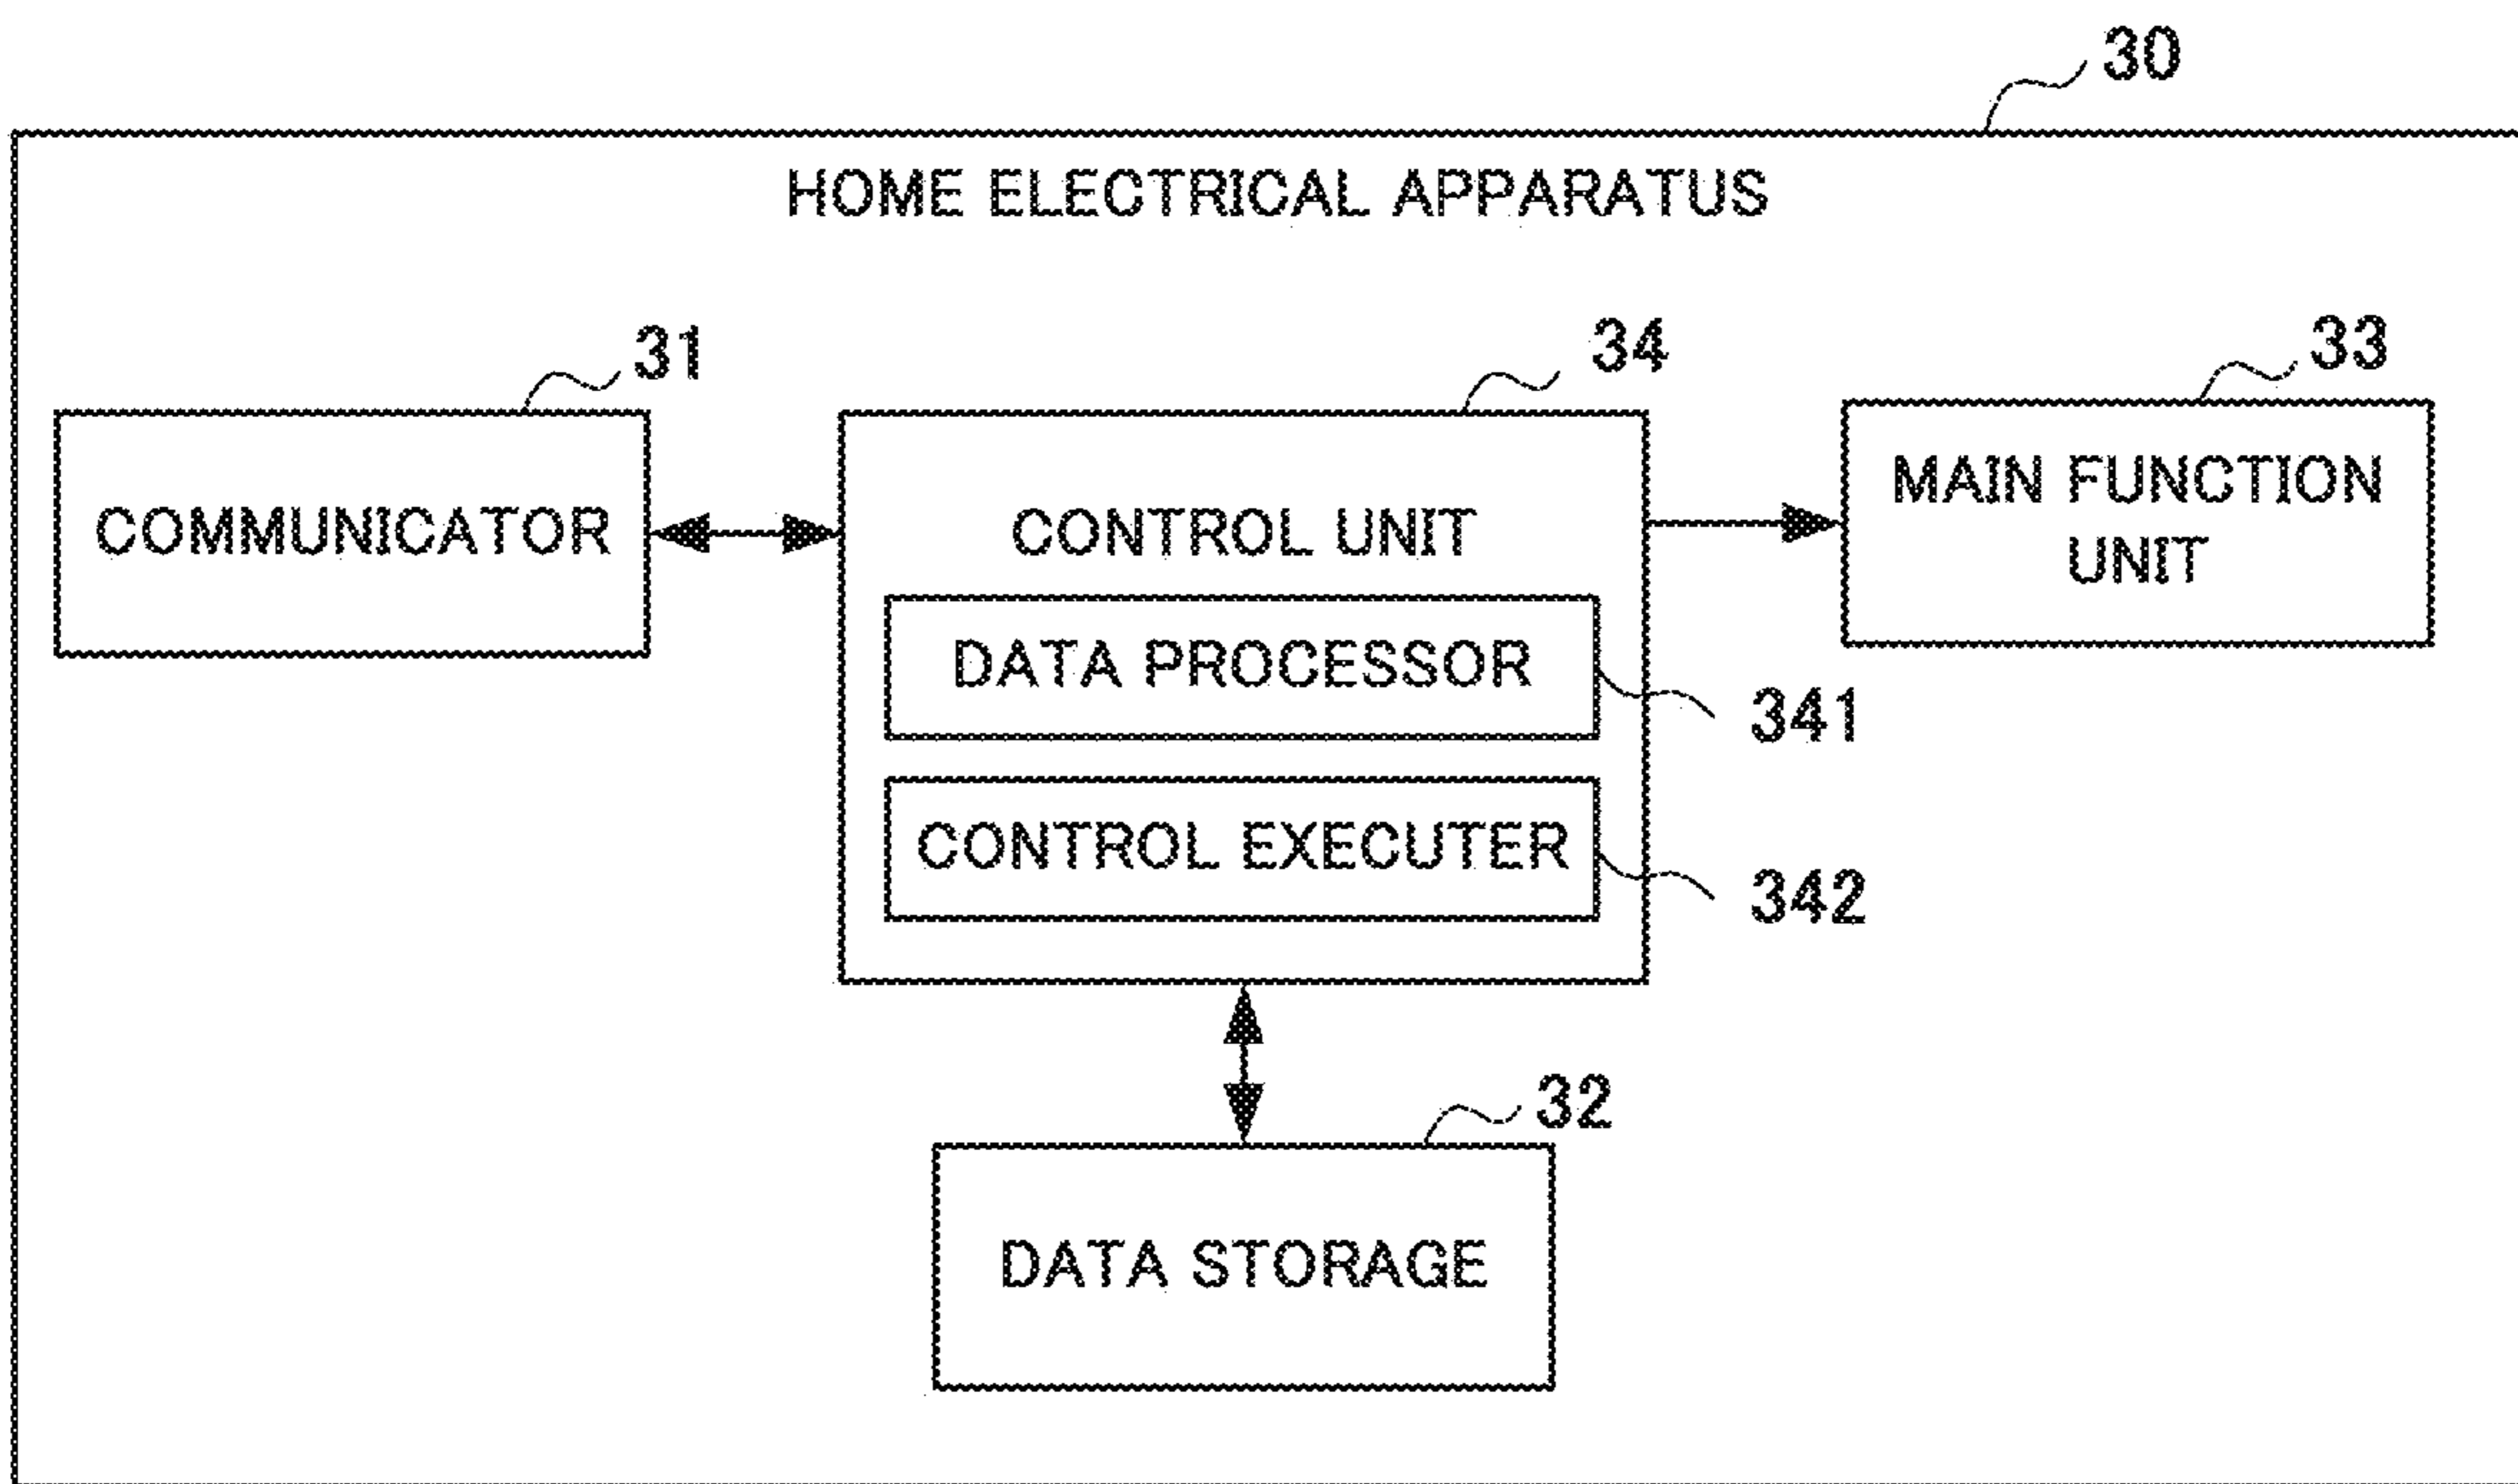 30
HOME ELECTRICAL APPARATUS
31
34
33
COMMUNICATOR
CONTROL UNIT
MAIN FUNCTION
UNIT
DATA PROCESSOR
341
CONTROL EXECUTER
342
32
DATA STORAGE